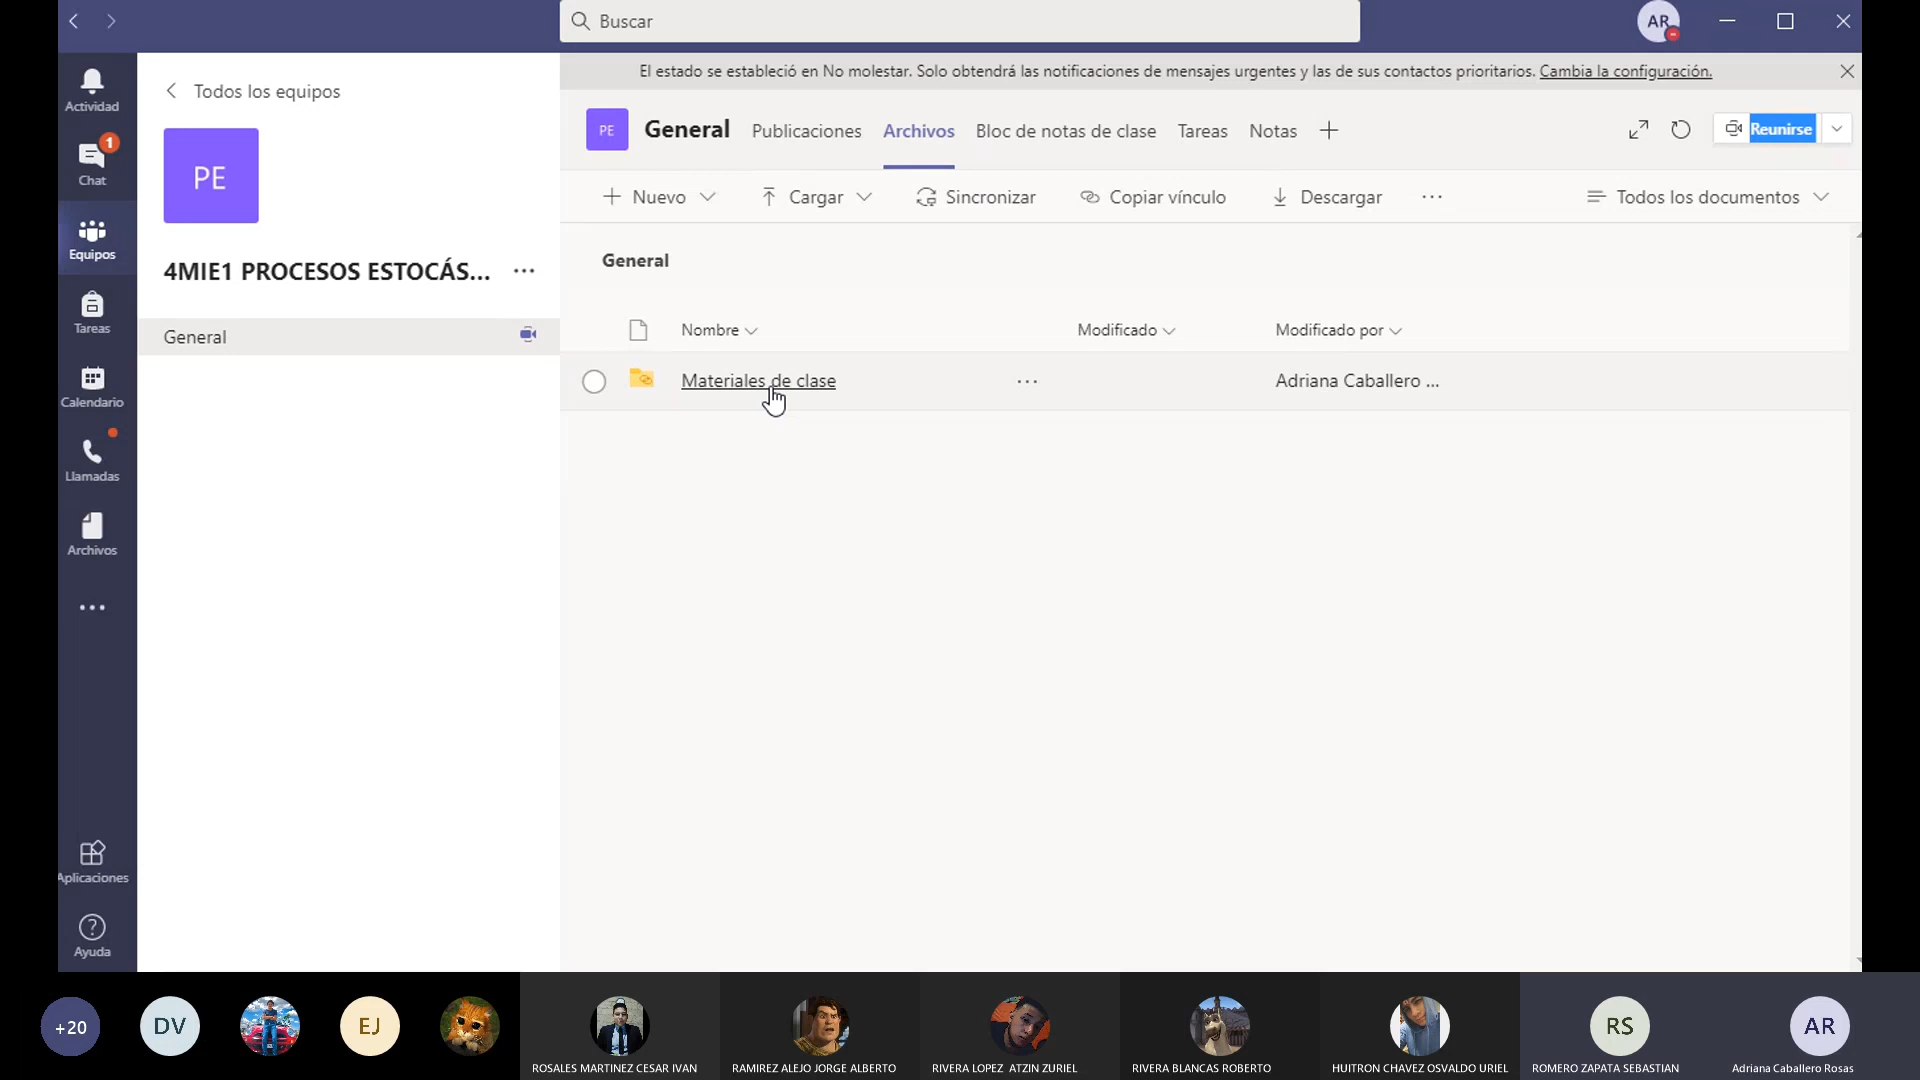 Buscar
AR
El estado se estableció en No molestar. Solo obtendrá las notificaciones de mensajes urgentes y las de sus contactos prioritarios. Cambia la configuración.
Actividad
1
Chat
Equipos
Tareas
Calendario
Llamadas
Archivos
Aplicaciones
Ayuda
Todos los equipos
PE
4MIE1 PROCESOS ESTOCÁS...
General
PE
General
Publicaciones
Archivos
Bloc de notas de clase
Tareas
Notas
Reunirse
Nuevo
Cargar
Sincronizar
Copiar vínculo
Descargar
Todos los documentos
General
Nombre
Modificado
Modificado por
Materiales de clase
Adriana Caballero ...
+20
DV
EJ
RS
AR
ROSALES MARTINEZ CESAR IVAN
RAMIREZ ALEJO JORGE ALBERTO
RIVERA LOPEZ ATZIN ZURIEL
RIVERA BLANCAS ROBERTO
HUITRON CHAVEZ OSVALDO URIEL
ROMERO ZAPATA SEBASTIAN
Adriana Caballero Rosas